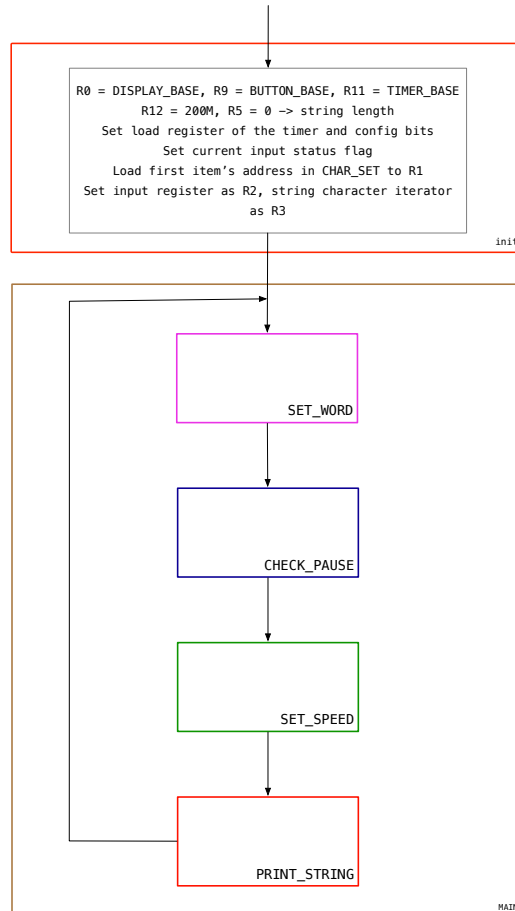 R0 = DISPLAY_BASE, R9 = BUTTON_BASE, R11 = TIMER_BASE
R12 = 200M, R5 = 0 –> string length
Set load register of the timer and config bits
Set current input status flag
Load first item’s address in CHAR_SET to R1
Set input register as R2, string character iterator
as R3
init
SET_WORD
CHECK_PAUSE
SET_SPEED
PRINT_STRING
MAIN